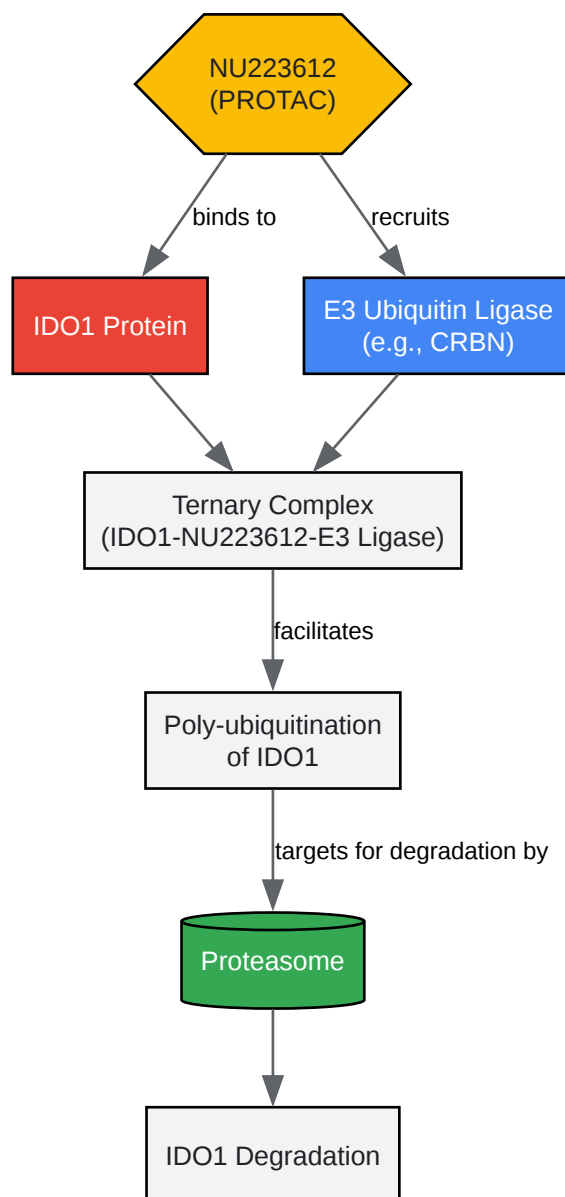 NU223612
(PROTAC)
binds to
recruits
IDO1 Protein
E3 Ubiquitin Ligase
(e.g., CRBN)
Ternary Complex
(IDO1-NU223612-E3 Ligase)
facilitates
Poly-ubiquitination
of IDO1
targets for degradation by
Proteasome
IDO1 Degradation